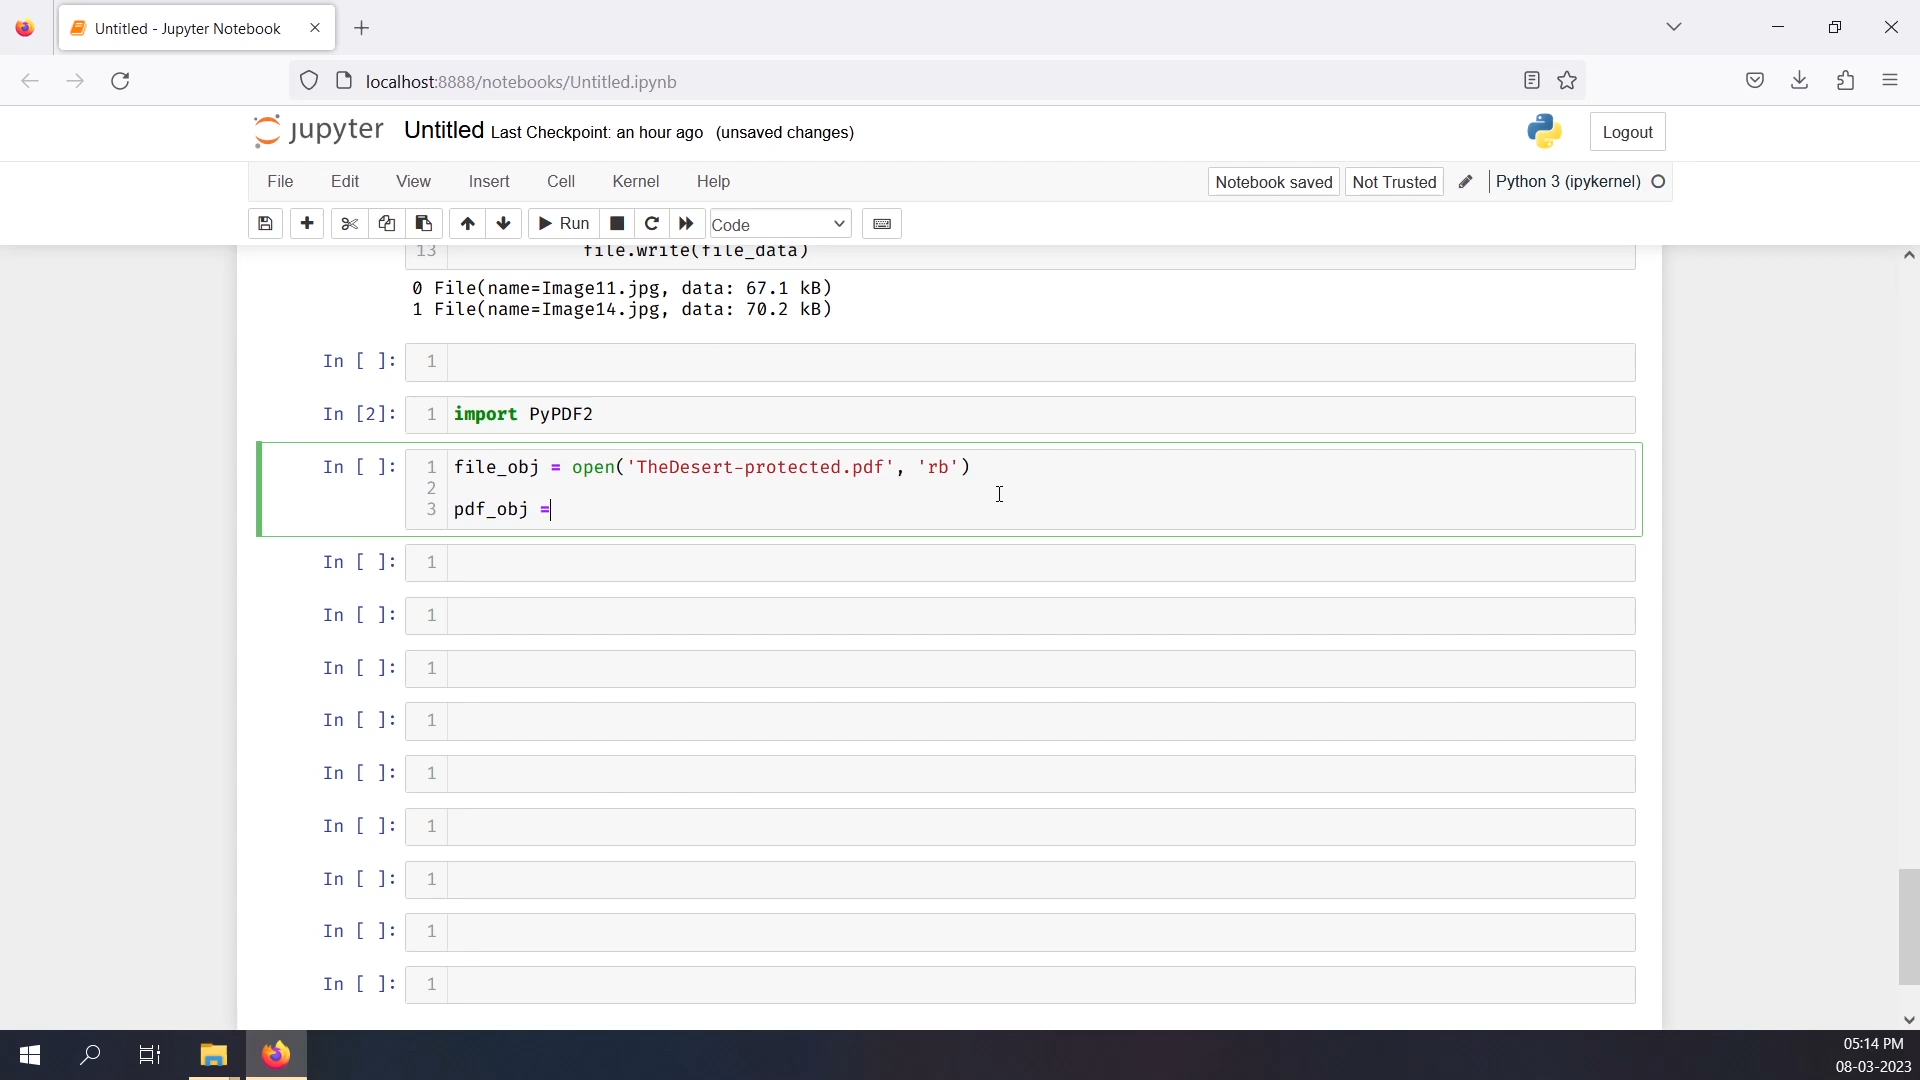 Untitled - Jupyter Notebook
localhost:8888/notebooks/Untitled.ipynb
jupyter Untitled Last Checkpoint: an hour ago (unsaved changes) Logout
File Edit View Insert Cell Kernel Help Notebook saved Not Trusted Python 3 (ipykernel)
Run Code
13 file.write(file_data)
0 File(name=Image11.jpg, data: 67.1 kB)
1 File(name=Image14.jpg, data: 70.2 kB)
In [ ]: 1
In [2]: 1 import PyPDF2
In [ ]: 1 file_obj = open('TheDesert-protected.pdf', 'rb')
2
3 pdf_obj =
In [ ]: 1
In [ ]: 1
In [ ]: 1
In [ ]: 1
In [ ]: 1
In [ ]: 1
In [ ]: 1
In [ ]: 1
In [ ]: 1
05:14 PM
08-03-2023